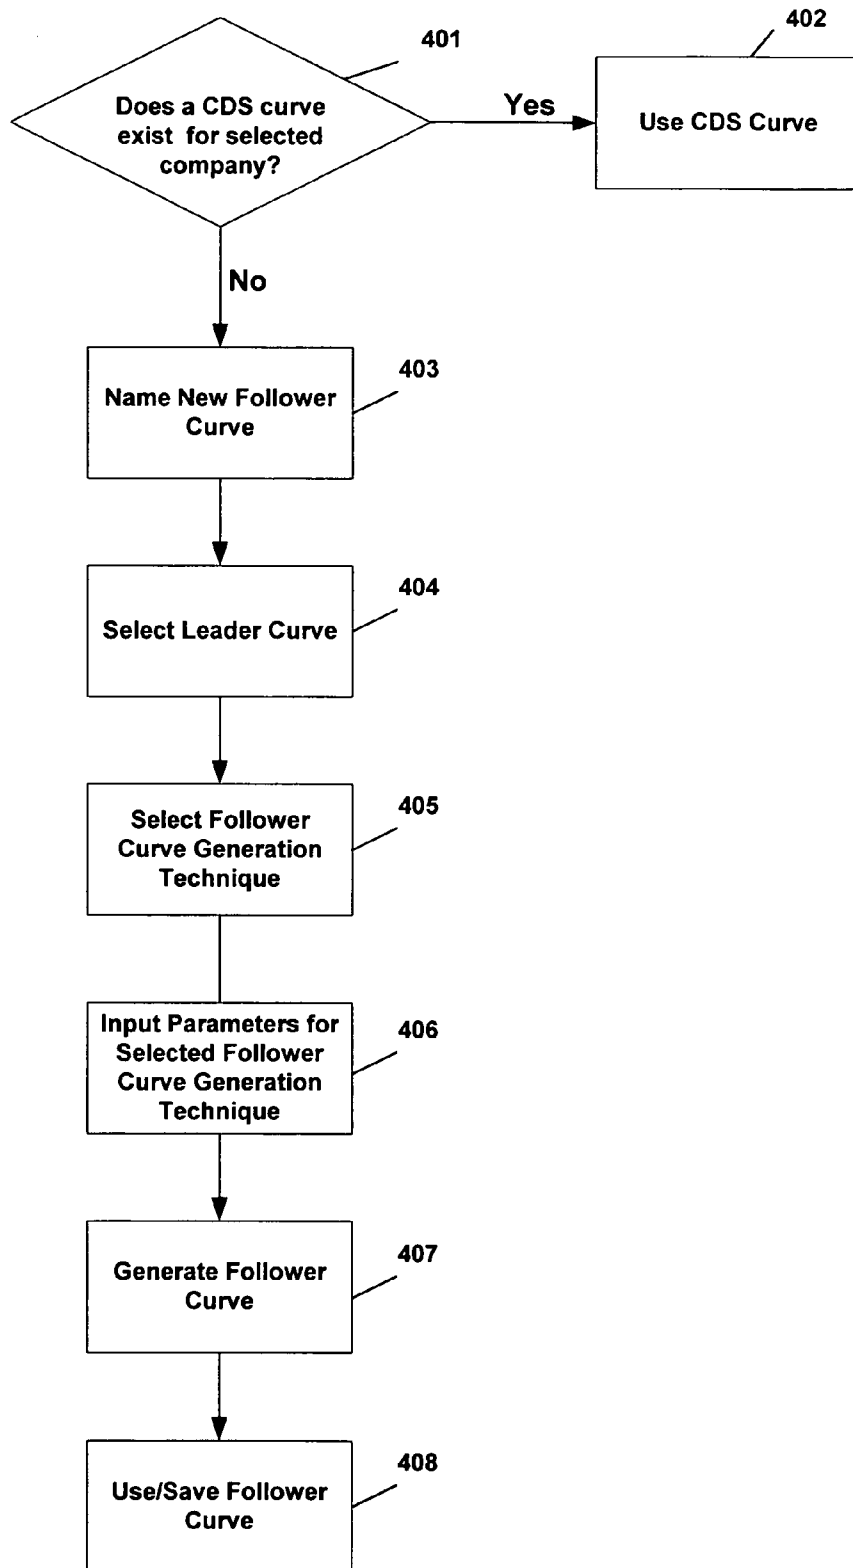 401
402
Does a CDS curve
exist for selected
company?
Yes
Use CDS Curve
No
403
Name New Follower
Curve
404
Select Leader Curve
405
Select Follower
Curve Generation
Technique
406
Input Parameters for
Selected Follower
Curve Generation
Technique
407
Generate Follower
Curve
408
Use/Save Follower
Curve